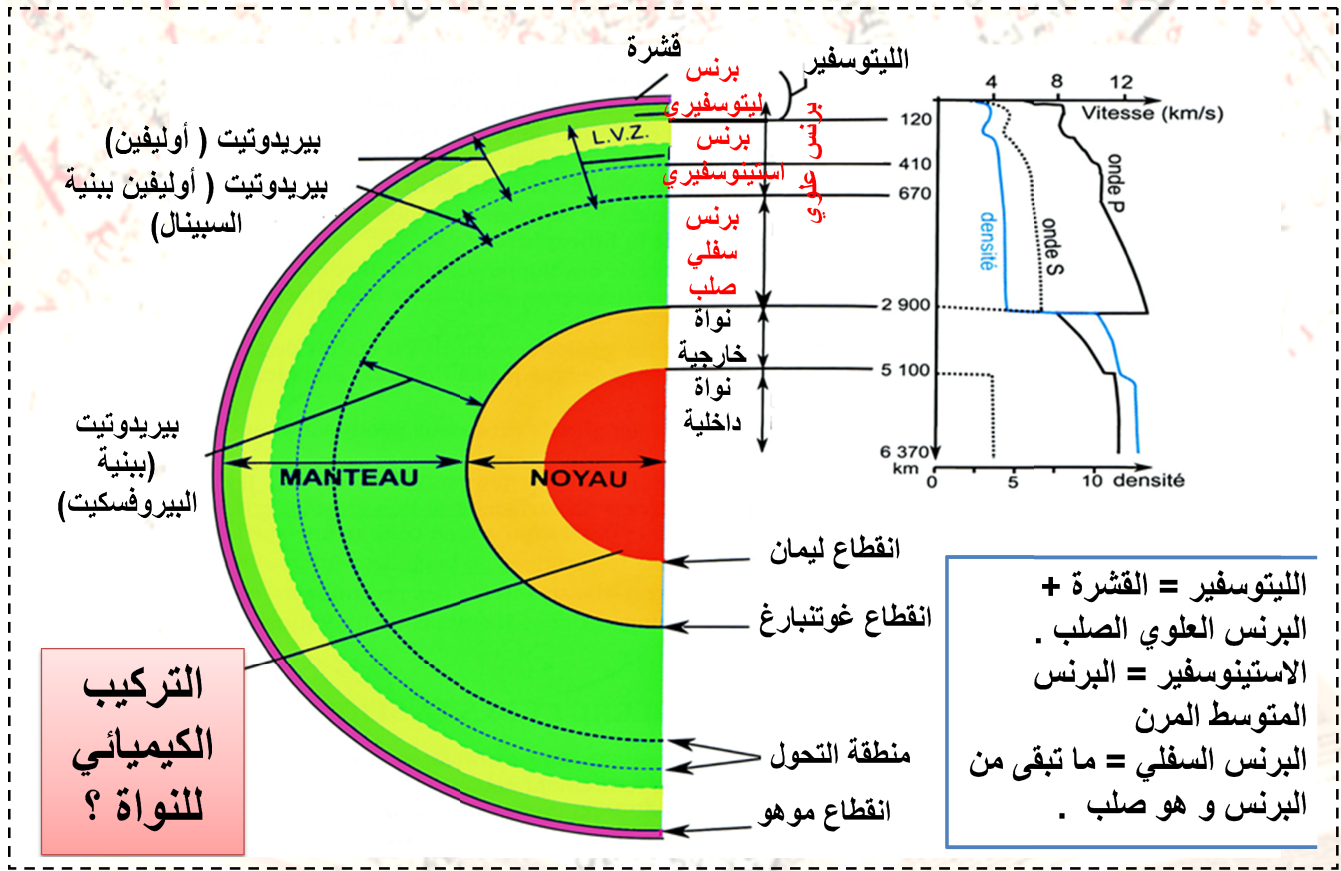 قشرة
الليتوسفير
برنس
ليتوسفيري
برنس علوي
L.V.Z.
برنس
استينوسفيري
برنس
سفلي
صلب
نواة
خارجية
نواة
داخلية
بيريدوتيت ( أوليفين)
بيريدوتيت ( أوليفين ببنية
السبينال)
بيريدوتيت
(ببنية
البيروفسكيت)
MANTEAU
NOYAU
4 8 12
Vitesse (km/s)
120
410
670
2 900
5 100
6 370
km
onde P
onde S
densité
0 5 10 densité
انقطاع ليمان
انقطاع غوتنبارغ
منطقة التحول
انقطاع موهو
التركيب
الكيميائي
للنواة ؟
الليتوسفير = القشرة +
البرنس العلوي الصلب .
الاستينوسفير = البرنس
المتوسط المرن
البرنس السفلي = ما تبقى من
البرنس و هو صلب .